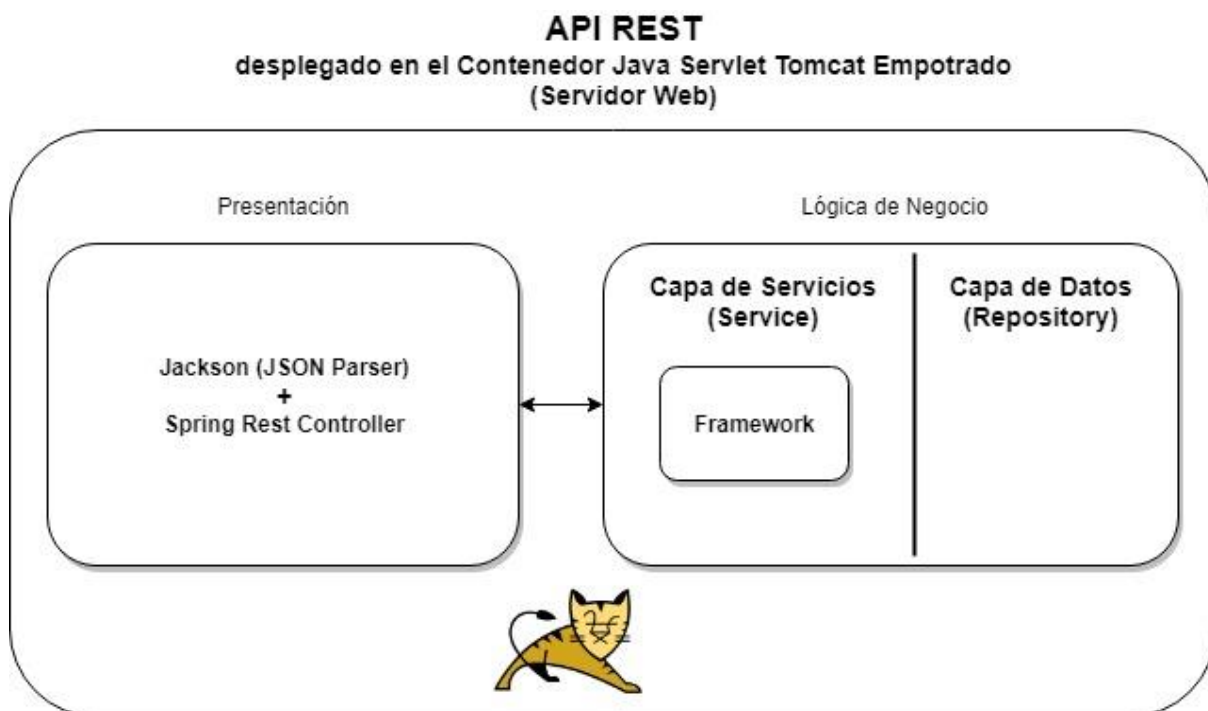 API REST
desplegado en el Contenedor Java Servlet Tomcat Empotrado
(Servidor Web)
Presentación
Jackson (JSON Parser)
+
Spring Rest Controller
Lógica de Negocio
Capa de Servicios
(Service)
Framework
Capa de Datos
(Repository)